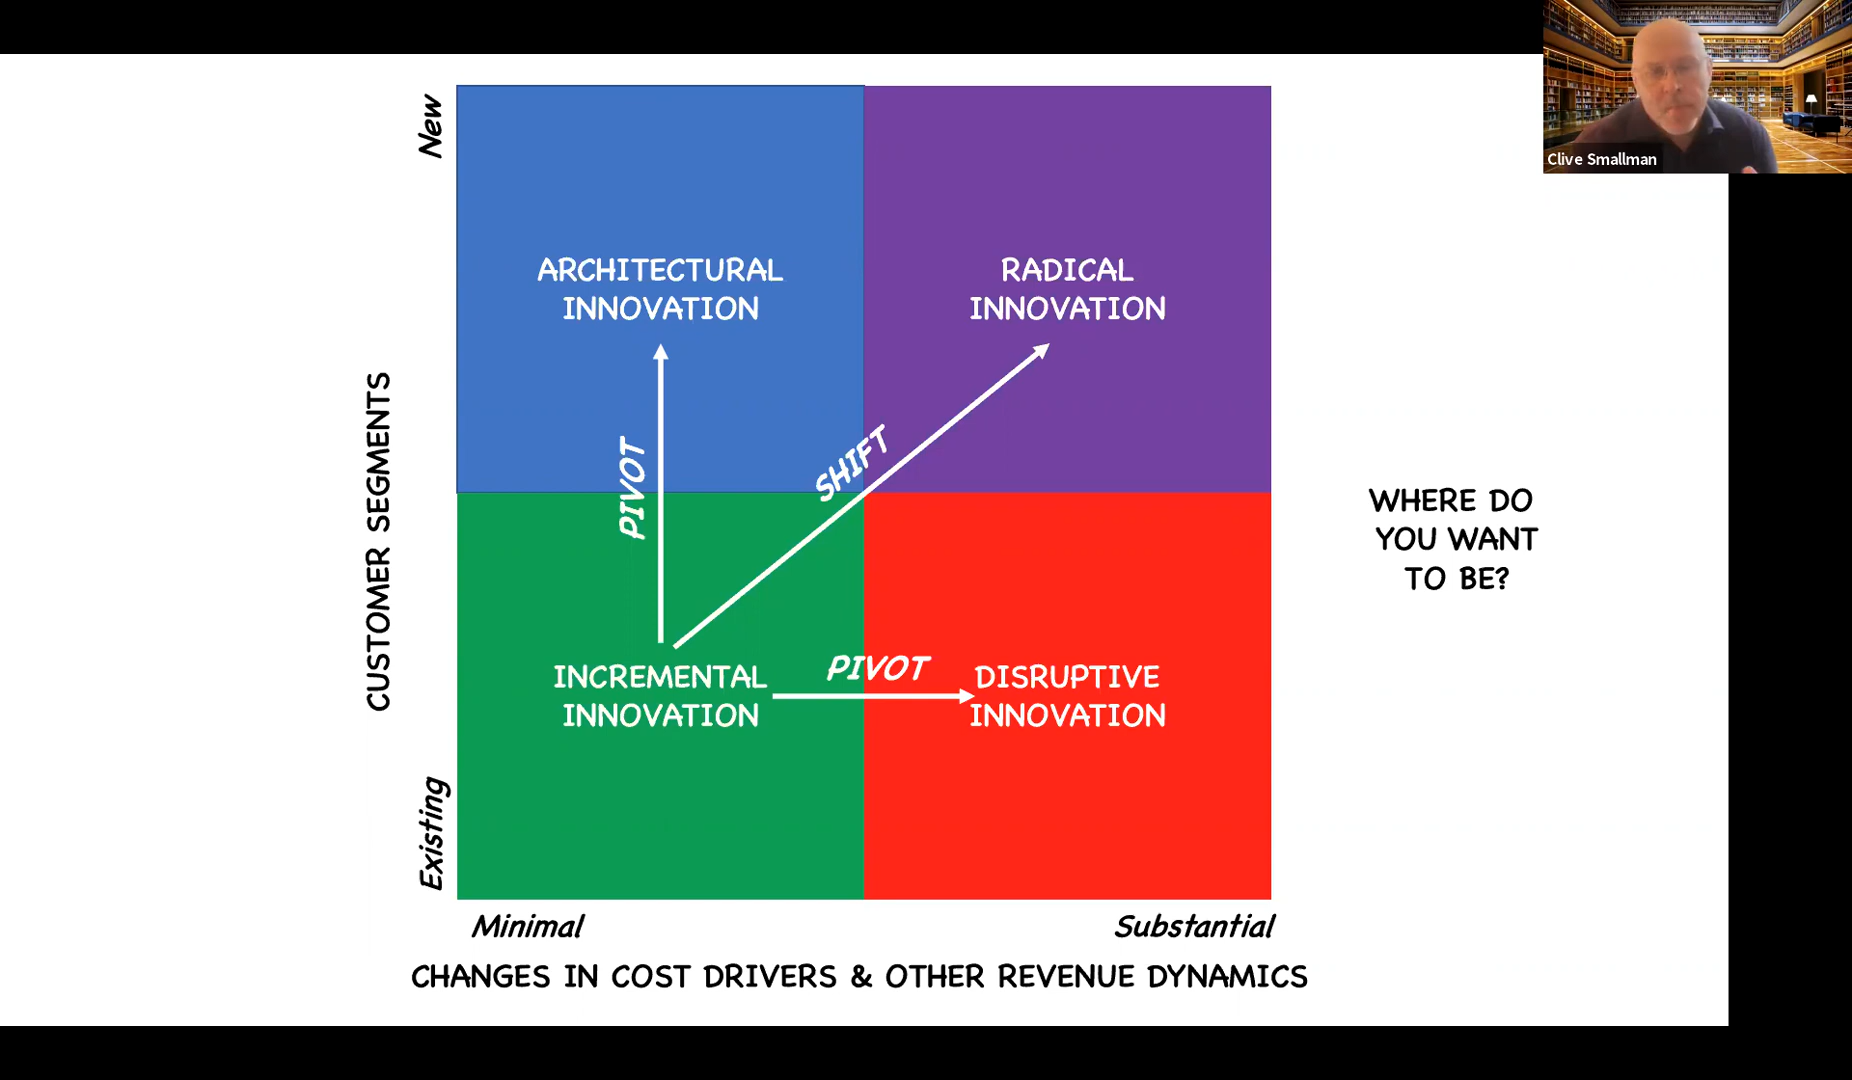 Clive Smallman
New
ARCHITECTURAL
INNOVATION
RADICAL
INNOVATION
PIVOT
SHIFT
CUSTOMER SEGMENTS
WHERE DO
YOU WANT
TO BE?
INCREMENTAL
INNOVATION
PIVOT
DISRUPTIVE
INNOVATION
Existing
Minimal
Substantial
CHANGES IN COST DRIVERS & OTHER REVENUE DYNAMICS